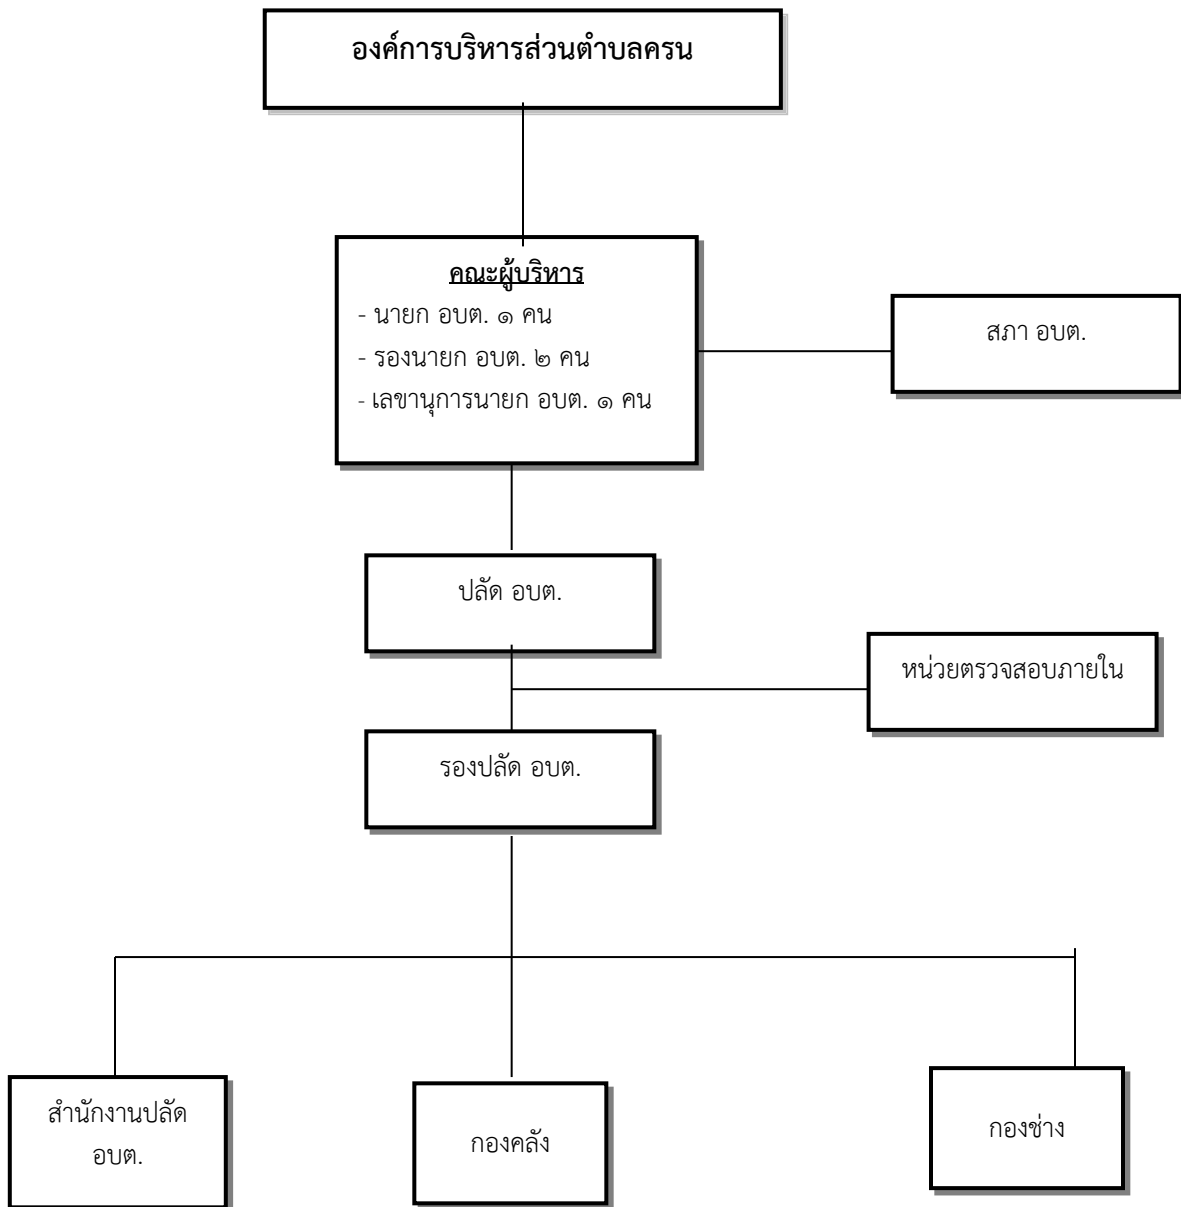 องค์การบริหารส่วนตำบลครน
คณะผู้บริหาร
- นายก อบต. ๑ คน
- รองนายก อบต. ๒ คน
- เลขานุการนายก อบต. ๑ คน
สภา อบต.
ปลัด อบต.
หน่วยตรวจสอบภายใน
รองปลัด อบต.
สำนักงานปลัด
อบต.
กองคลัง
กองช่าง